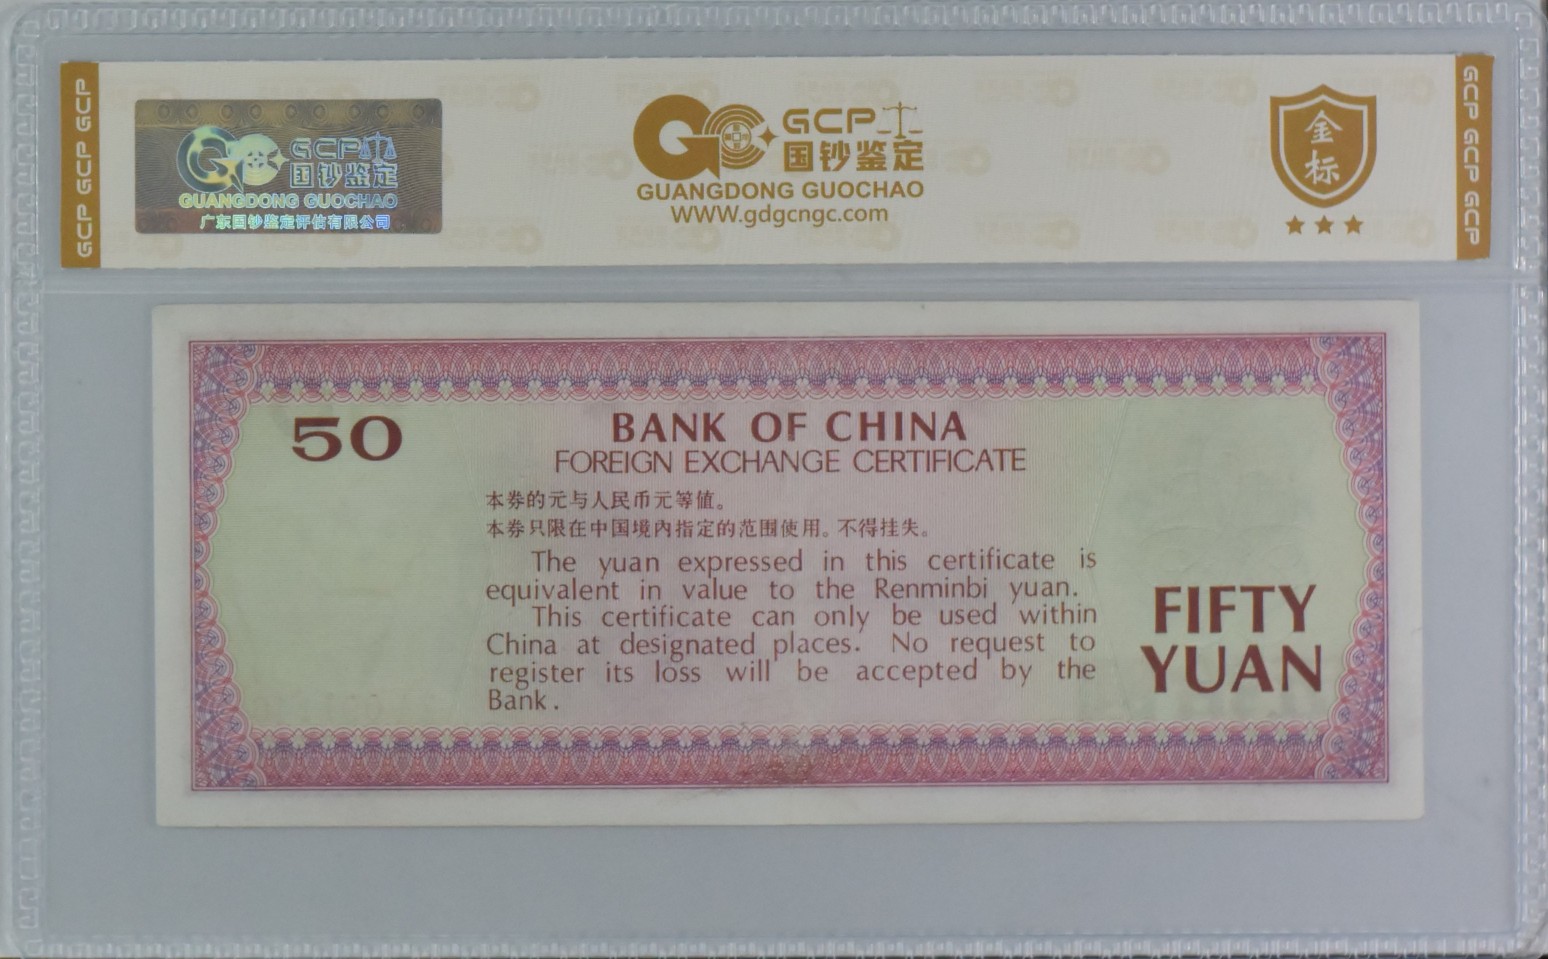 GCP GCP GCP
GCP
国钞鉴定
GUANGDONG GUOCHAO
广东国钞鉴定评估有限公司
GCP
国钞鉴定
GUANGDONG GUOCHAO
WWW.gdgcngc.com
金
标
GCP GCP GCP
50
BANK OF CHINA
FOREIGN EXCHANGE CERTIFICATE
本券的元与人民币元等值。
本券只限在中国境内指定的范围使用。不得挂失。
The yuan expressed in this certificate is
equivalent in value to the Renminbi yuan.
This certificate can only be used within
China at designated places. No request to
register its loss will be accepted by the
Bank.
FIFTY
YUAN